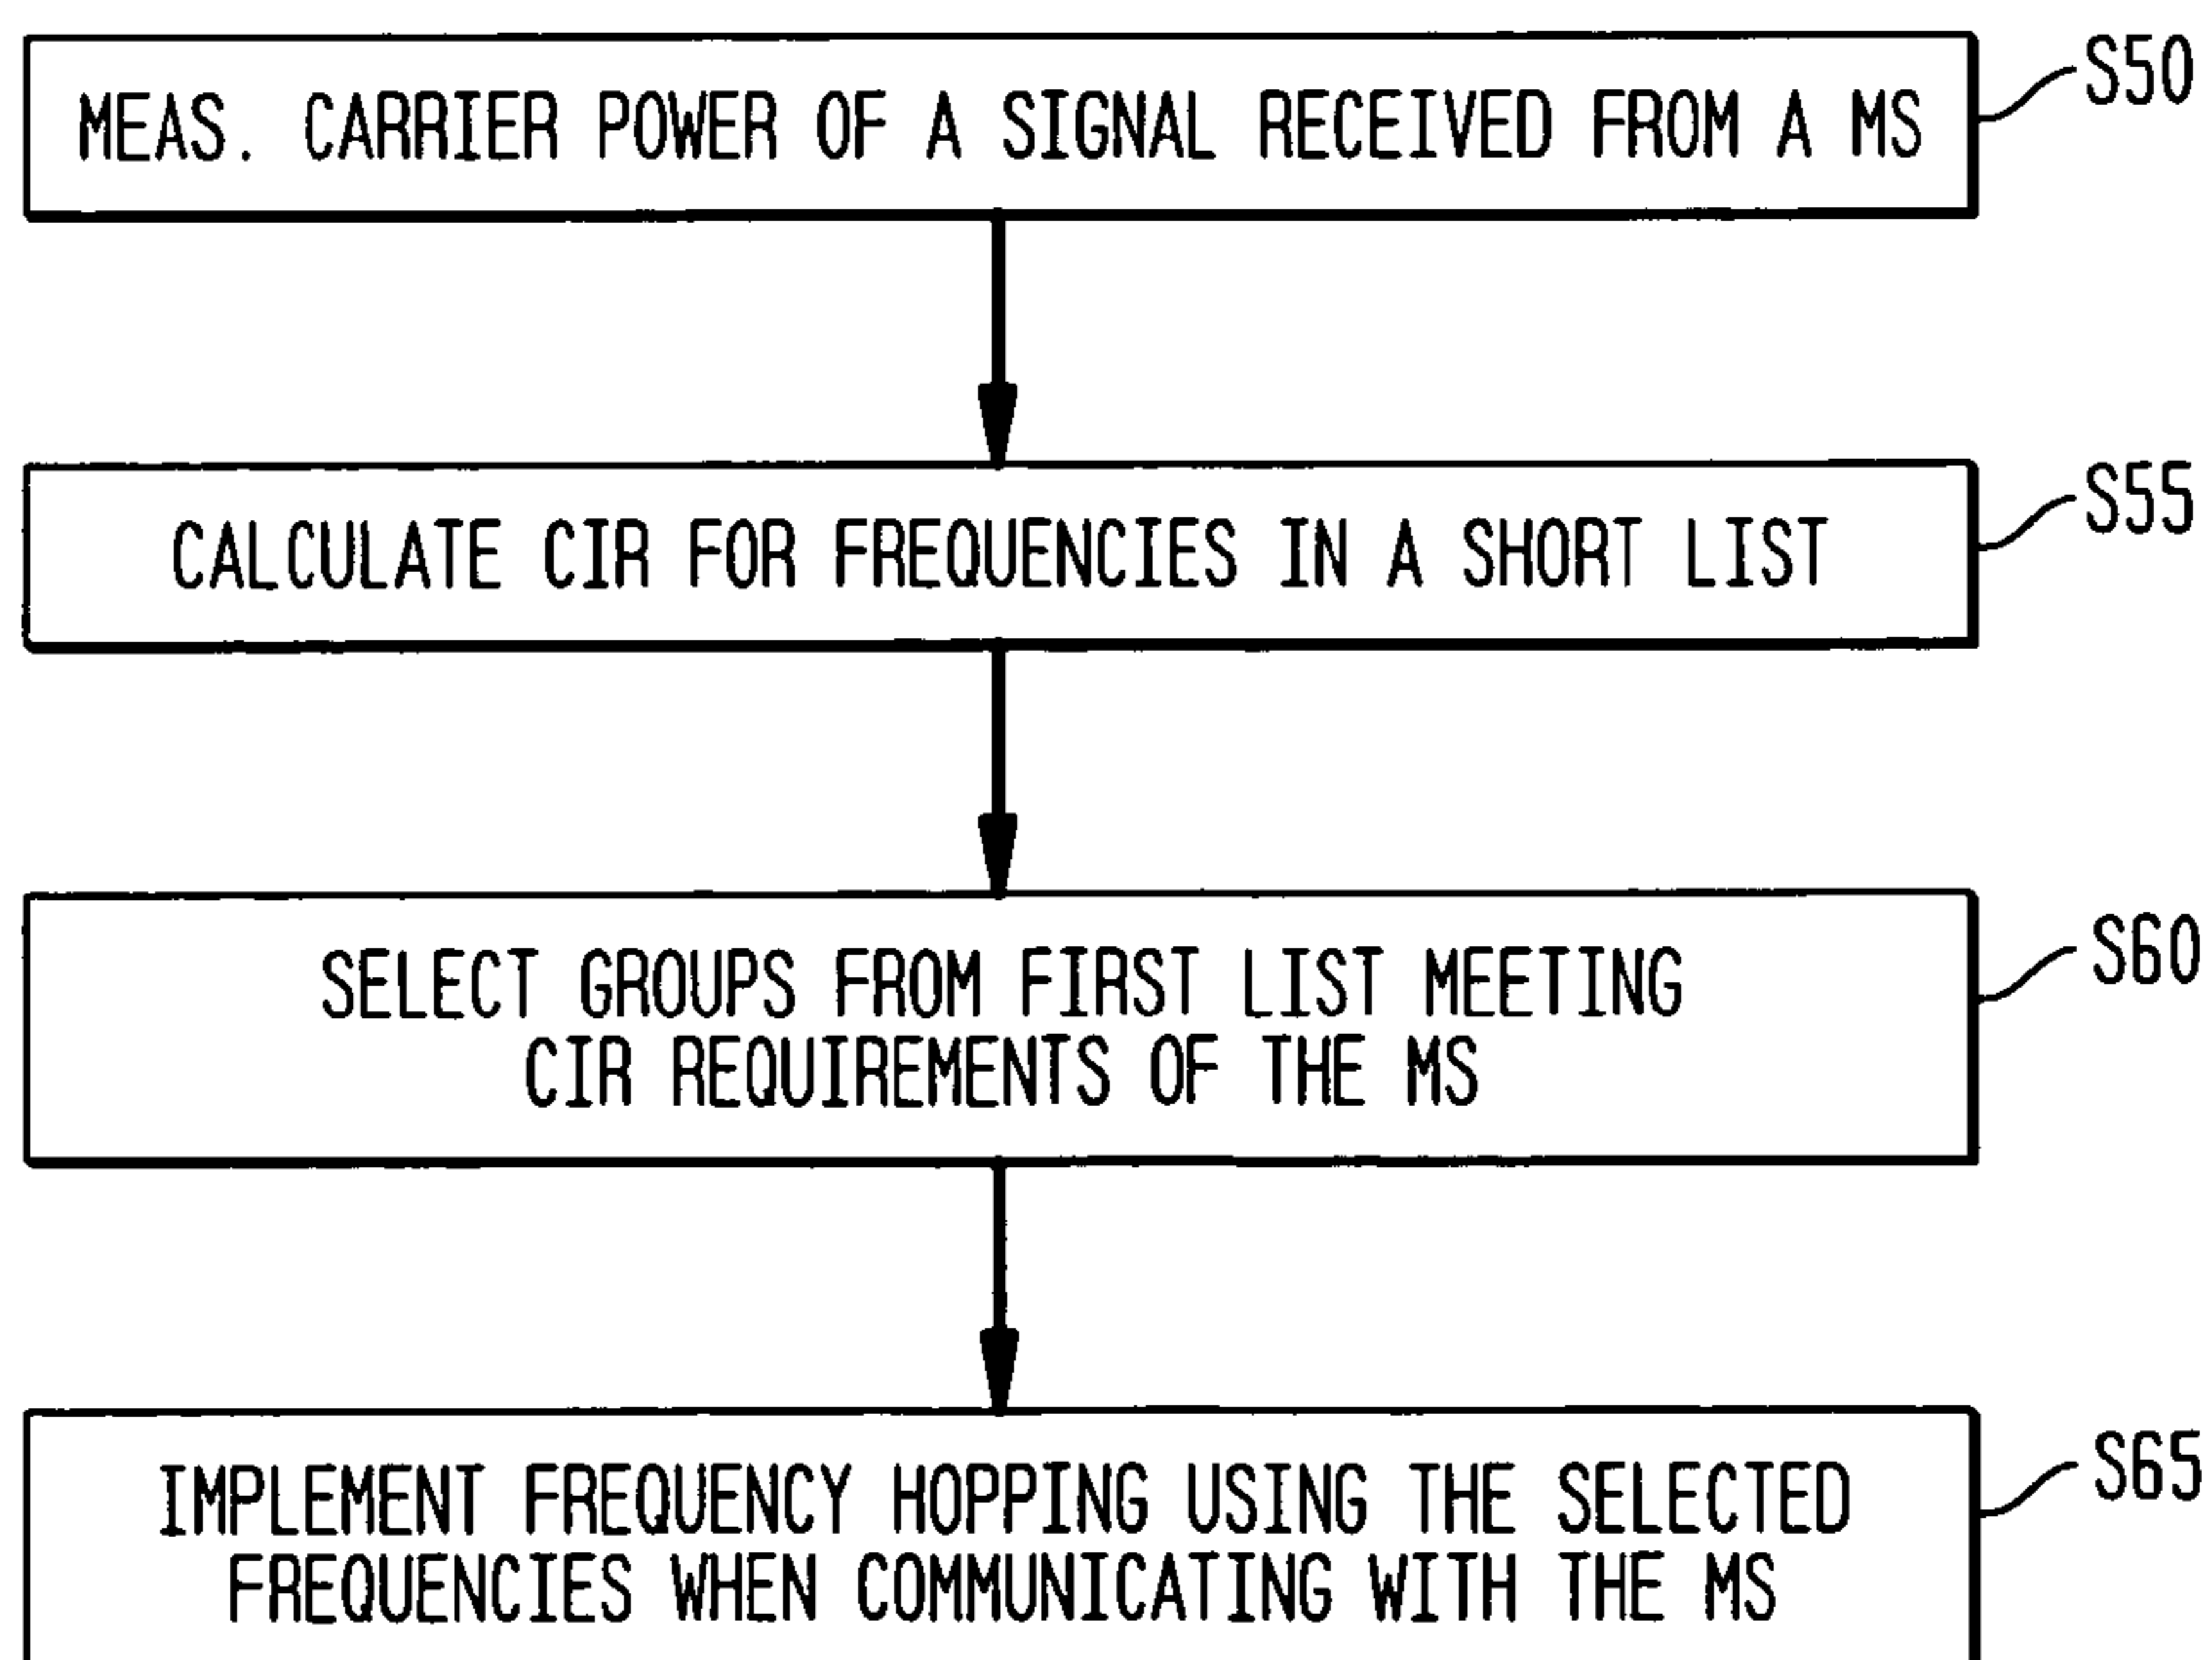 MEAS. CARRIER POWER OF A SIGNAL RECEIVED FROM A MS
S50
CALCULATE CIR FOR FREQUENCIES IN A SHORT LIST
S55
SELECT GROUPS FROM FIRST LIST MEETING
CIR REQUIREMENTS OF THE MS
S60
IMPLEMENT FREQUENCY HOPPING USING THE SELECTED
FREQUENCIES WHEN COMMUNICATING WITH THE MS
S65